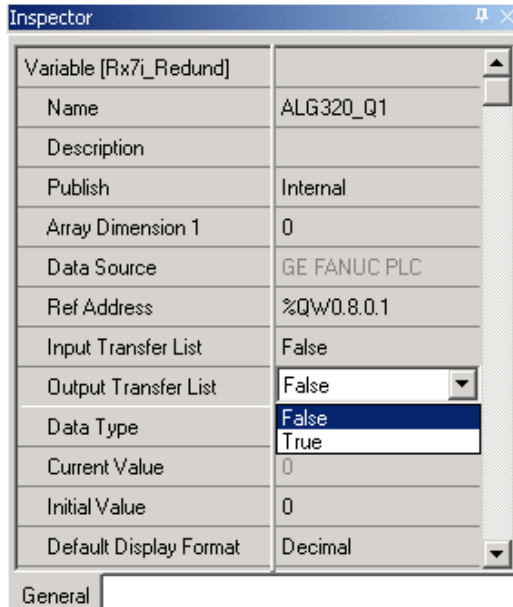 Inspector
Variable [Rx7i_Redund]
Name ALG320_Q1
Description
Publish Internal
Array Dimension 1 0
Data Source GE FANUC PLC
Ref Address %QW0.8.0.1
Input Transfer List False
Output Transfer List False
Data Type False
True
Current Value 0
Initial Value 0
Default Display Format Decimal
General